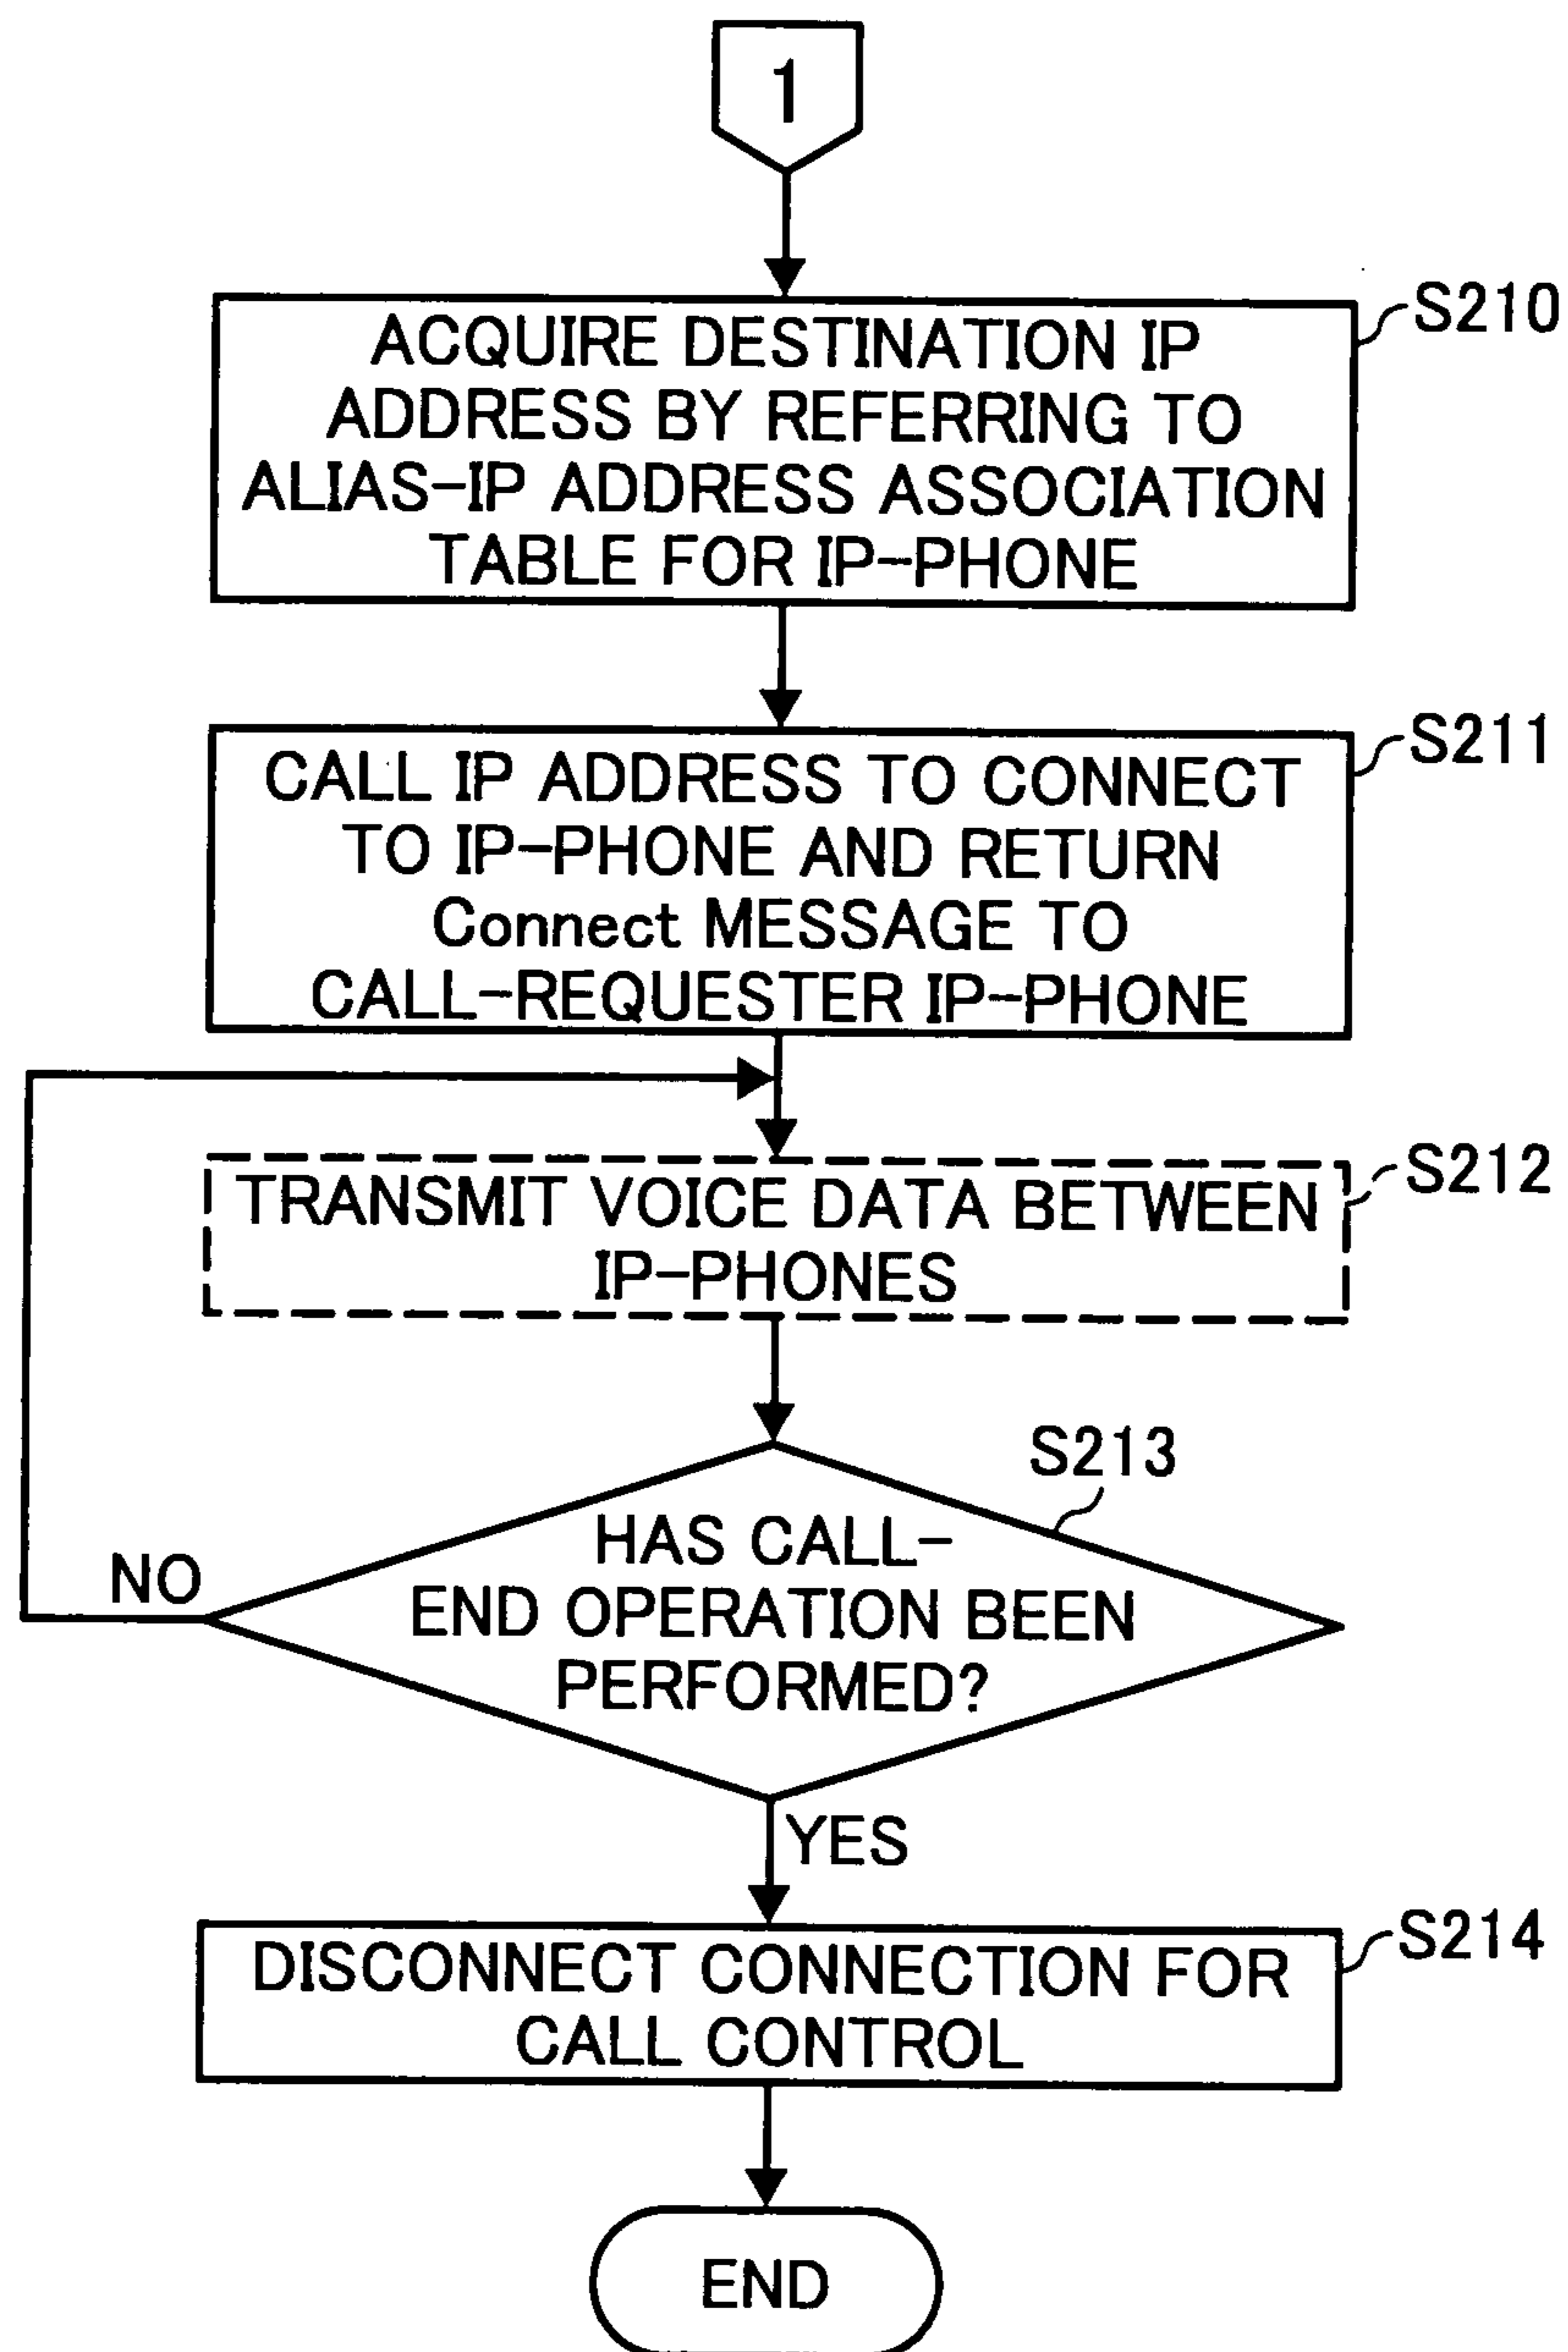 1
S210
ACQUIRE DESTINATION IP
ADDRESS BY REFERRING TO
ALIAS-IP ADDRESS ASSOCIATION
TABLE FOR IP-PHONE
S211
CALL IP ADDRESS TO CONNECT
TO IP-PHONE AND RETURN
Connect MESSAGE TO
CALL-REQUESTER IP-PHONE
S212
TRANSMIT VOICE DATA BETWEEN
IP-PHONES
S213
HAS CALL-
END OPERATION BEEN
PERFORMED?
NO
YES
S214
DISCONNECT CONNECTION FOR
CALL CONTROL
END